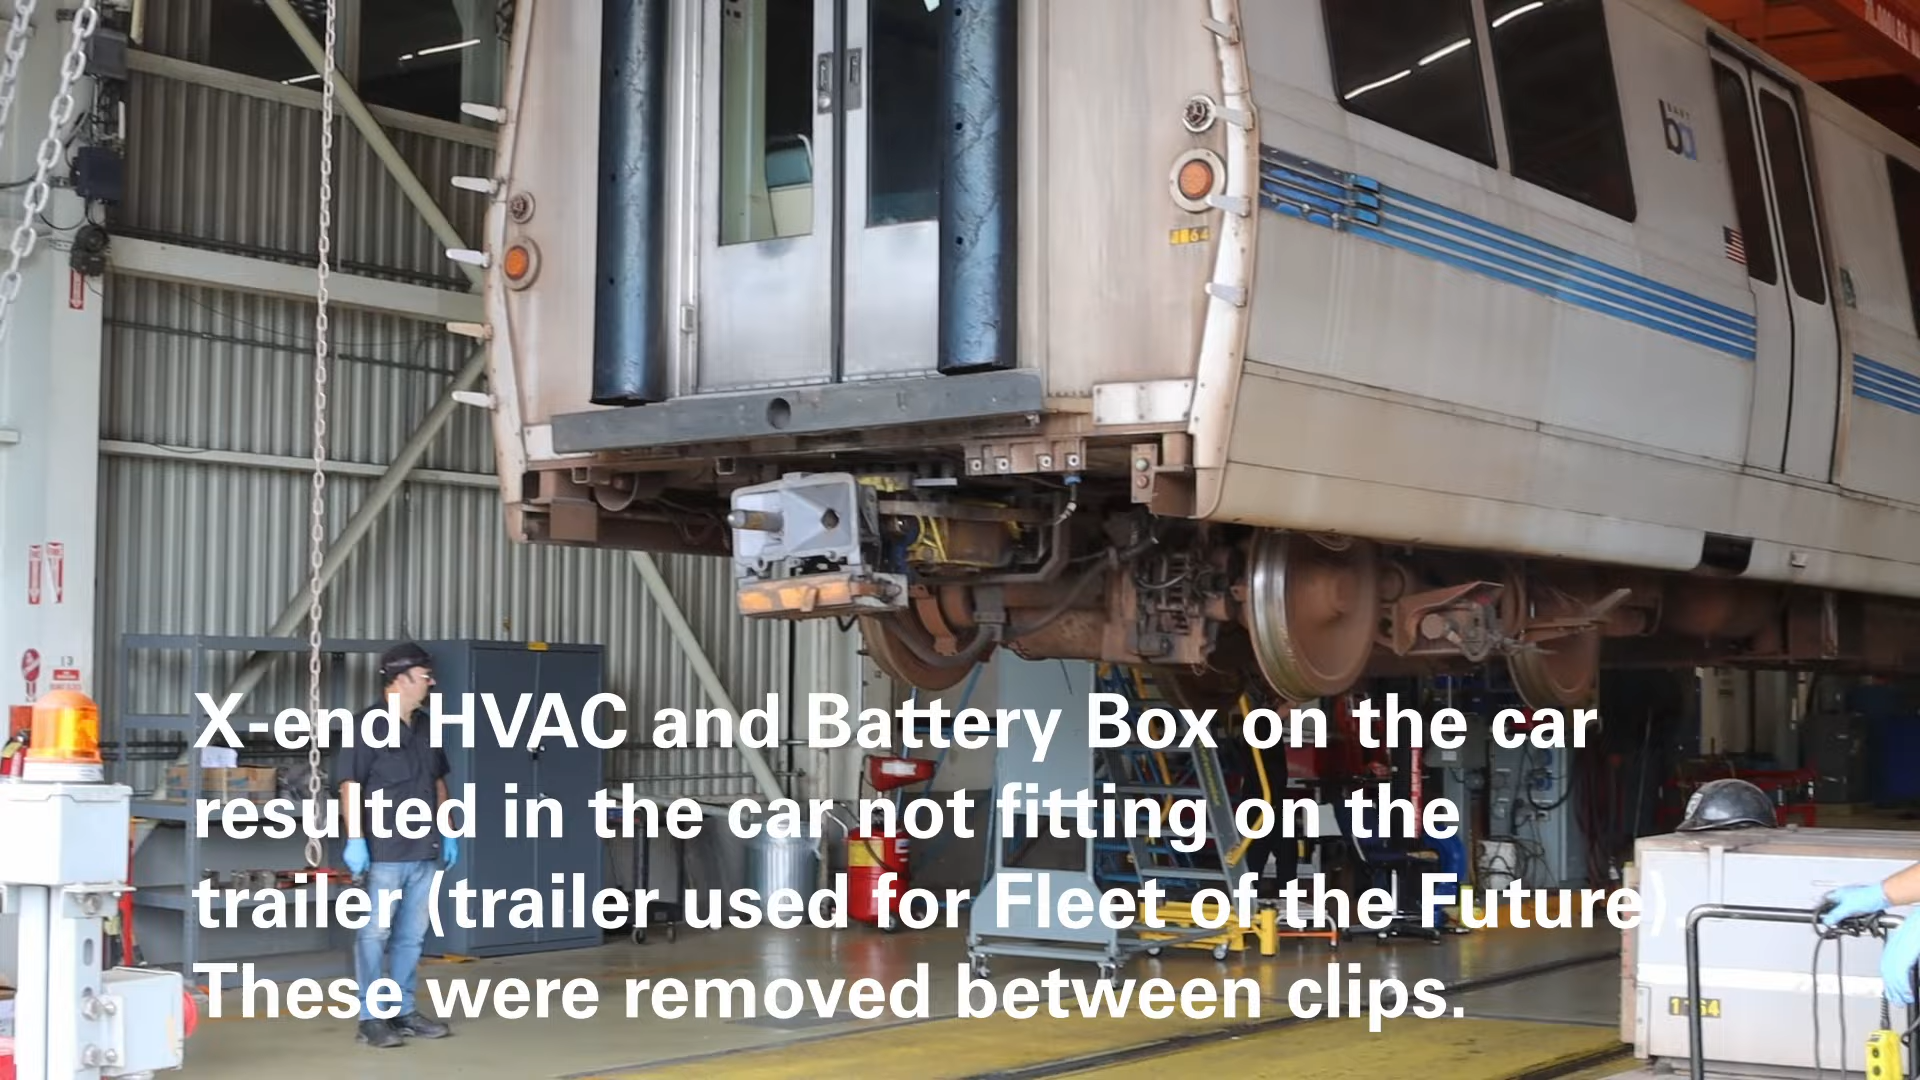 ba
X-end HVAC and Battery Box on the car
resulted in the car not fitting on the
trailer (trailer used for Fleet of the Future).
These were removed between clips.